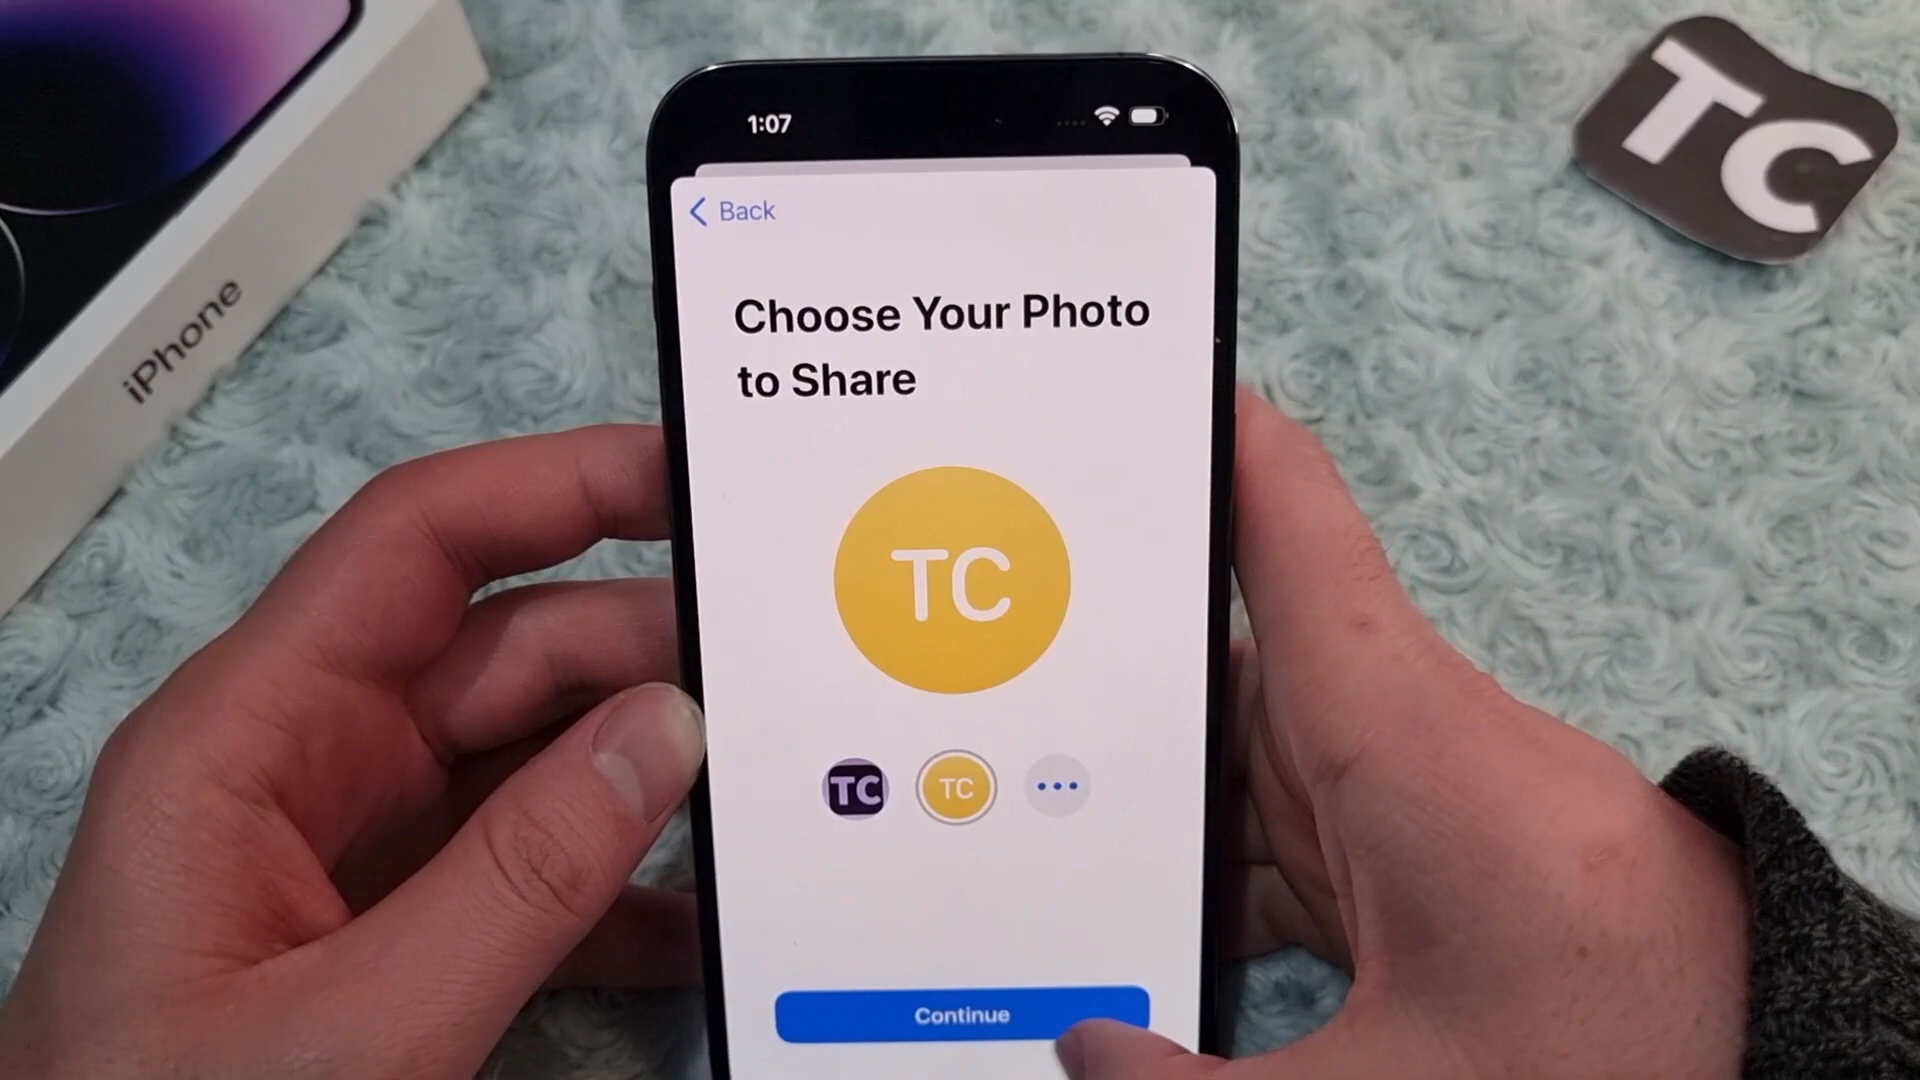 iPhone
TC
1:07
Back
Choose Your Photo
to Share
TC
TC
TC
Continue